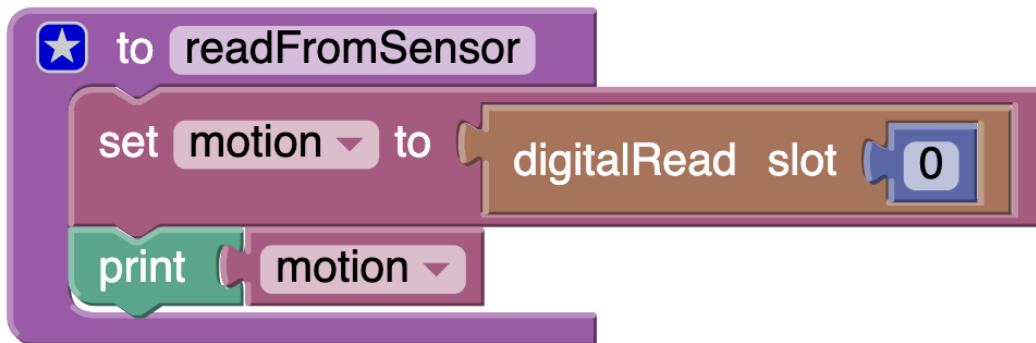 to readFromSensor
set motion to digitalRead slot 0
print motion